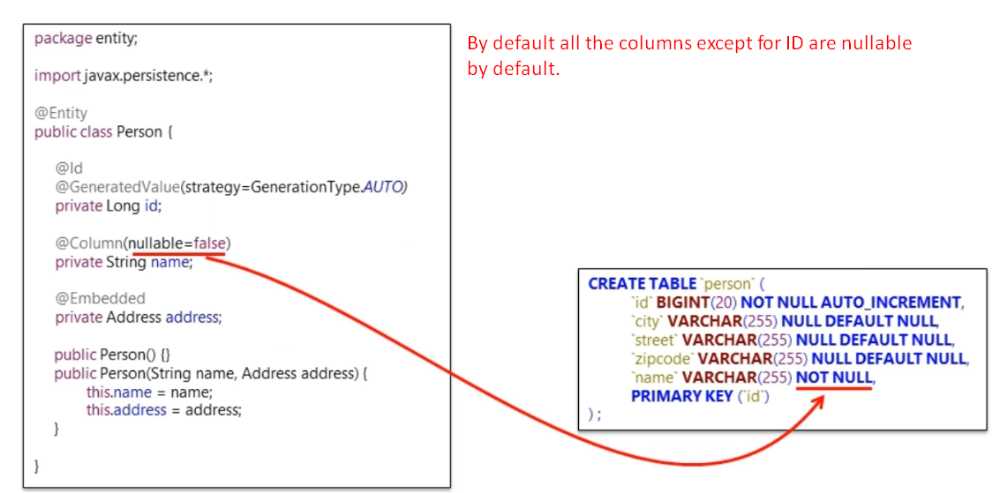 package entity;
import javax.persistence.*;
@Entity
public class Person {
@Id
@GeneratedValue(strategy=GenerationType.AUTO)
private Long id;
@Column(nullable=false)
private String name;
@Embedded
private Address address;
public Person() {}
public Person(String name, Address address) {
this.name = name;
this.address = address;
}
}
By default all the columns except for ID are nullable
by default.
CREATE TABLE `person` (
`id` BIGINT(20) NOT NULL AUTO_INCREMENT,
`city` VARCHAR(255) NULL DEFAULT NULL,
`street` VARCHAR(255) NULL DEFAULT NULL,
`zipcode` VARCHAR(255) NULL DEFAULT NULL,
`name` VARCHAR(255) NOT NULL,
PRIMARY KEY (`id`)
);